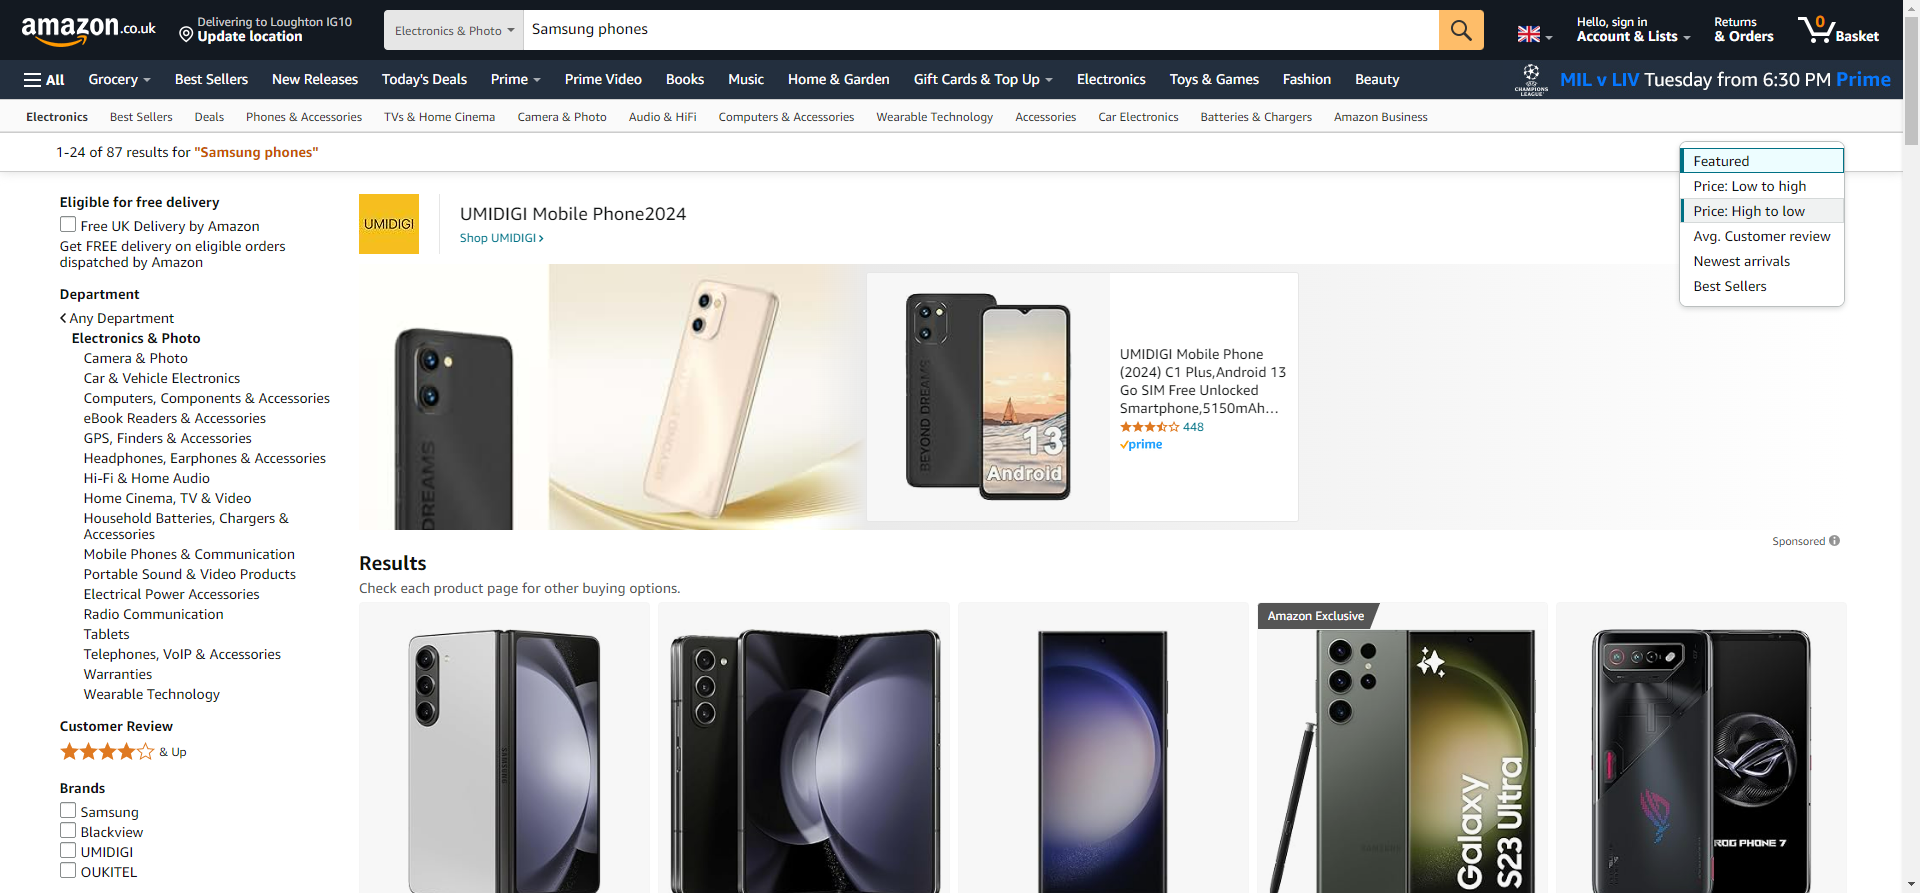 amazon.co.uk
Delivering to Loughton IG10
Update location
Electronics & Photo
Samsung phones
Hello, sign in
Account & Lists
Returns
& Orders
0
Basket
All
Grocery
Best Sellers
New Releases
Today's Deals
Prime
Prime Video
Books
Music
Home & Garden
Gift Cards & Top Up
Electronics
Toys & Games
Fashion
Beauty
CHAMPIONS
LEAGUE
MIL v LIV Tuesday from 6:30 PM Prime
Electronics
Best Sellers
Deals
Phones & Accessories
TVs & Home Cinema
Camera & Photo
Audio & HiFi
Computers & Accessories
Wearable Technology
Accessories
Car Electronics
Batteries & Chargers
Amazon Business
1-24 of 87 results for "Samsung phones"
Featured
Price: Low to high
Price: High to low
Avg. Customer review
Newest arrivals
Best Sellers
Eligible for free delivery
Free UK Delivery by Amazon
Get FREE delivery on eligible orders
dispatched by Amazon
Department
Any Department
Electronics & Photo
Camera & Photo
Car & Vehicle Electronics
Computers, Components & Accessories
eBook Readers & Accessories
GPS, Finders & Accessories
Headphones, Earphones & Accessories
Hi-Fi & Home Audio
Home Cinema, TV & Video
Household Batteries, Chargers &
Accessories
Mobile Phones & Communication
Portable Sound & Video Products
Electrical Power Accessories
Radio Communication
Tablets
Telephones, VoIP & Accessories
Warranties
Wearable Technology
Customer Review
& Up
Brands
Samsung
Blackview
UMIDIGI
OUKITEL
UMIDIGI
UMIDIGI Mobile Phone2024
Shop UMIDIGI
DREAMS
BEYOND DREAMS
BEYOND DREAMS
13
Android
UMIDIGI Mobile Phone
(2024) C1 Plus,Android 13
Go SIM Free Unlocked
Smartphone,5150mAh...
448
prime
Sponsored
Results
Check each product page for other buying options.
SAMSUNG
Amazon Exclusive
SAMSUNG
Galaxy
S23 Ultra
ROG PHONE 7